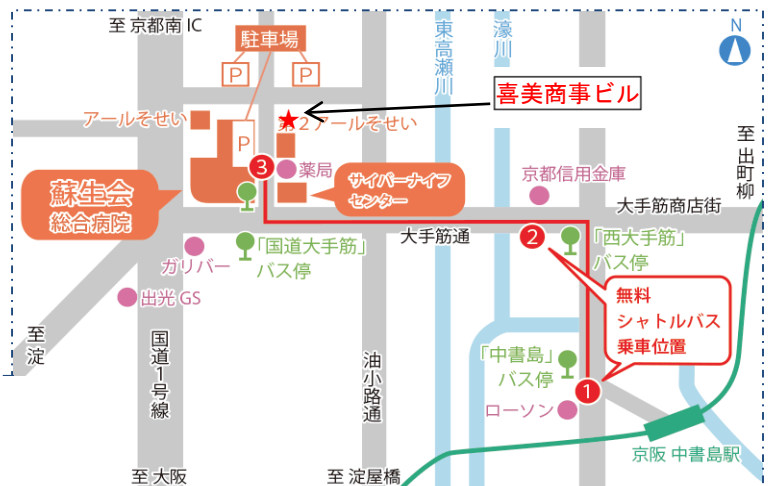 至 京都南 IC
駐車場
P
P
東高瀬川
濠川
N
喜美商事ビル
アールそせい
第2アールそせい
P
至 出町柳
3
薬局
京都信用金庫
蘇生会
総合病院
サイバーナイフ
センター
大手筋商店街
大手筋通
2
「国道大手筋」
バス停
「西大手筋」
バス停
ガリバー
出光 GS
無料
シャトルバス
乗車位置
至 淀
国道1号線
油小路通
「中書島」
バス停
1
ローソン
京阪 中書島駅
至 大阪
至 淀屋橋